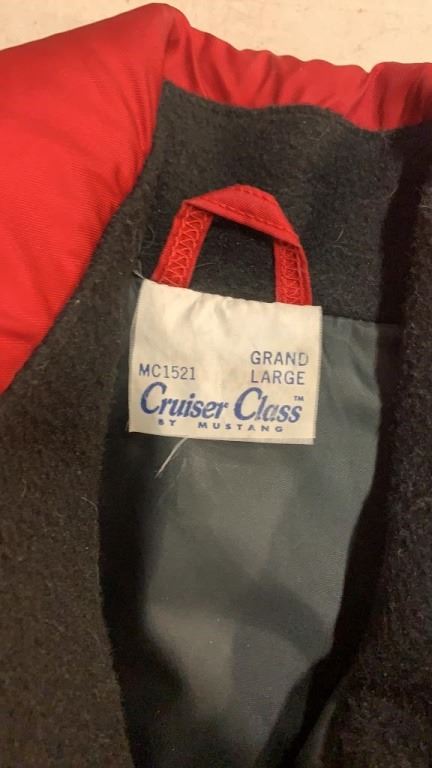 MC1521 GRAND
LARGE
Cruiser Class™
BY MUSTANG